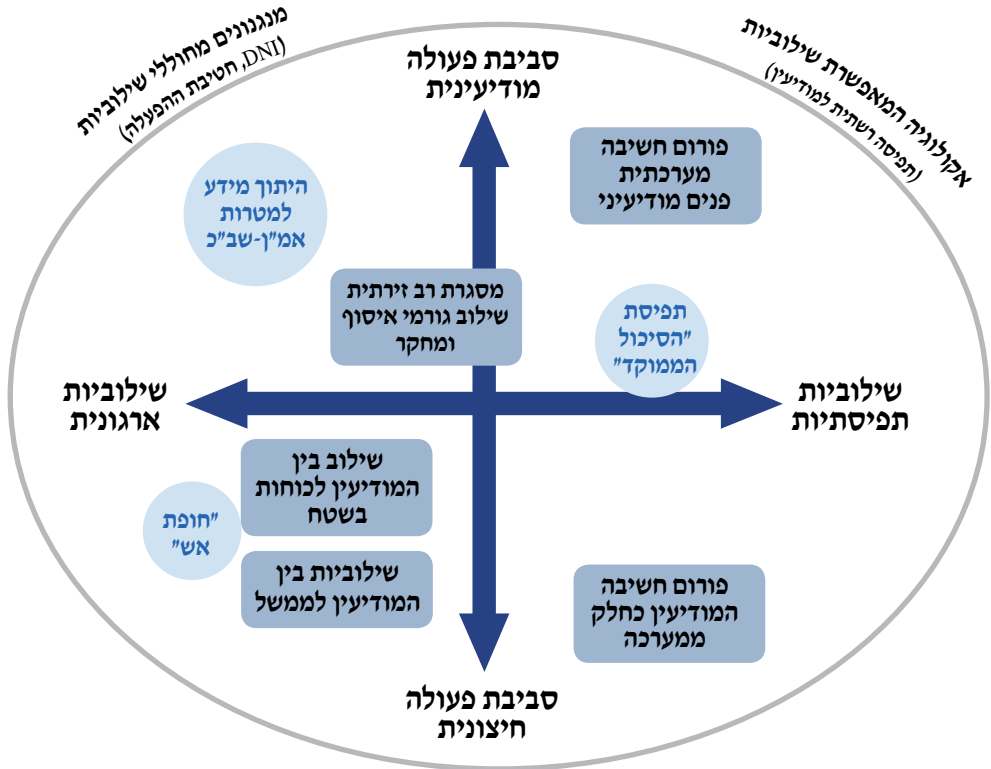 אקולוגיה המאפשרת שילוביות
(תפיסה רשתית למודיעין)
מנגנונים מחוללי שילוביות
(DNI, חטיבת ההפעלה)
סביבת פעולה
מודיעינית
פורום חשיבה
מערכתית
פנים מודיעיני
היתוך מידע
למטרות
אמ"ן-שב"כ
מסגרת רב זירתית
שילוב גורמי איסוף
ומחקר
תפיסת
"הסיכול
הממוקד"
שילוביות
תפיסתיות
שילוביות
ארגונית
שילוב בין
המודיעין לכוחות
בשטח
"חופת
אש"
שילוביות בין
המודיעין לממשל
פורום חשיבה
המודיעין כחלק
ממערכה
סביבת פעולה
חיצונית